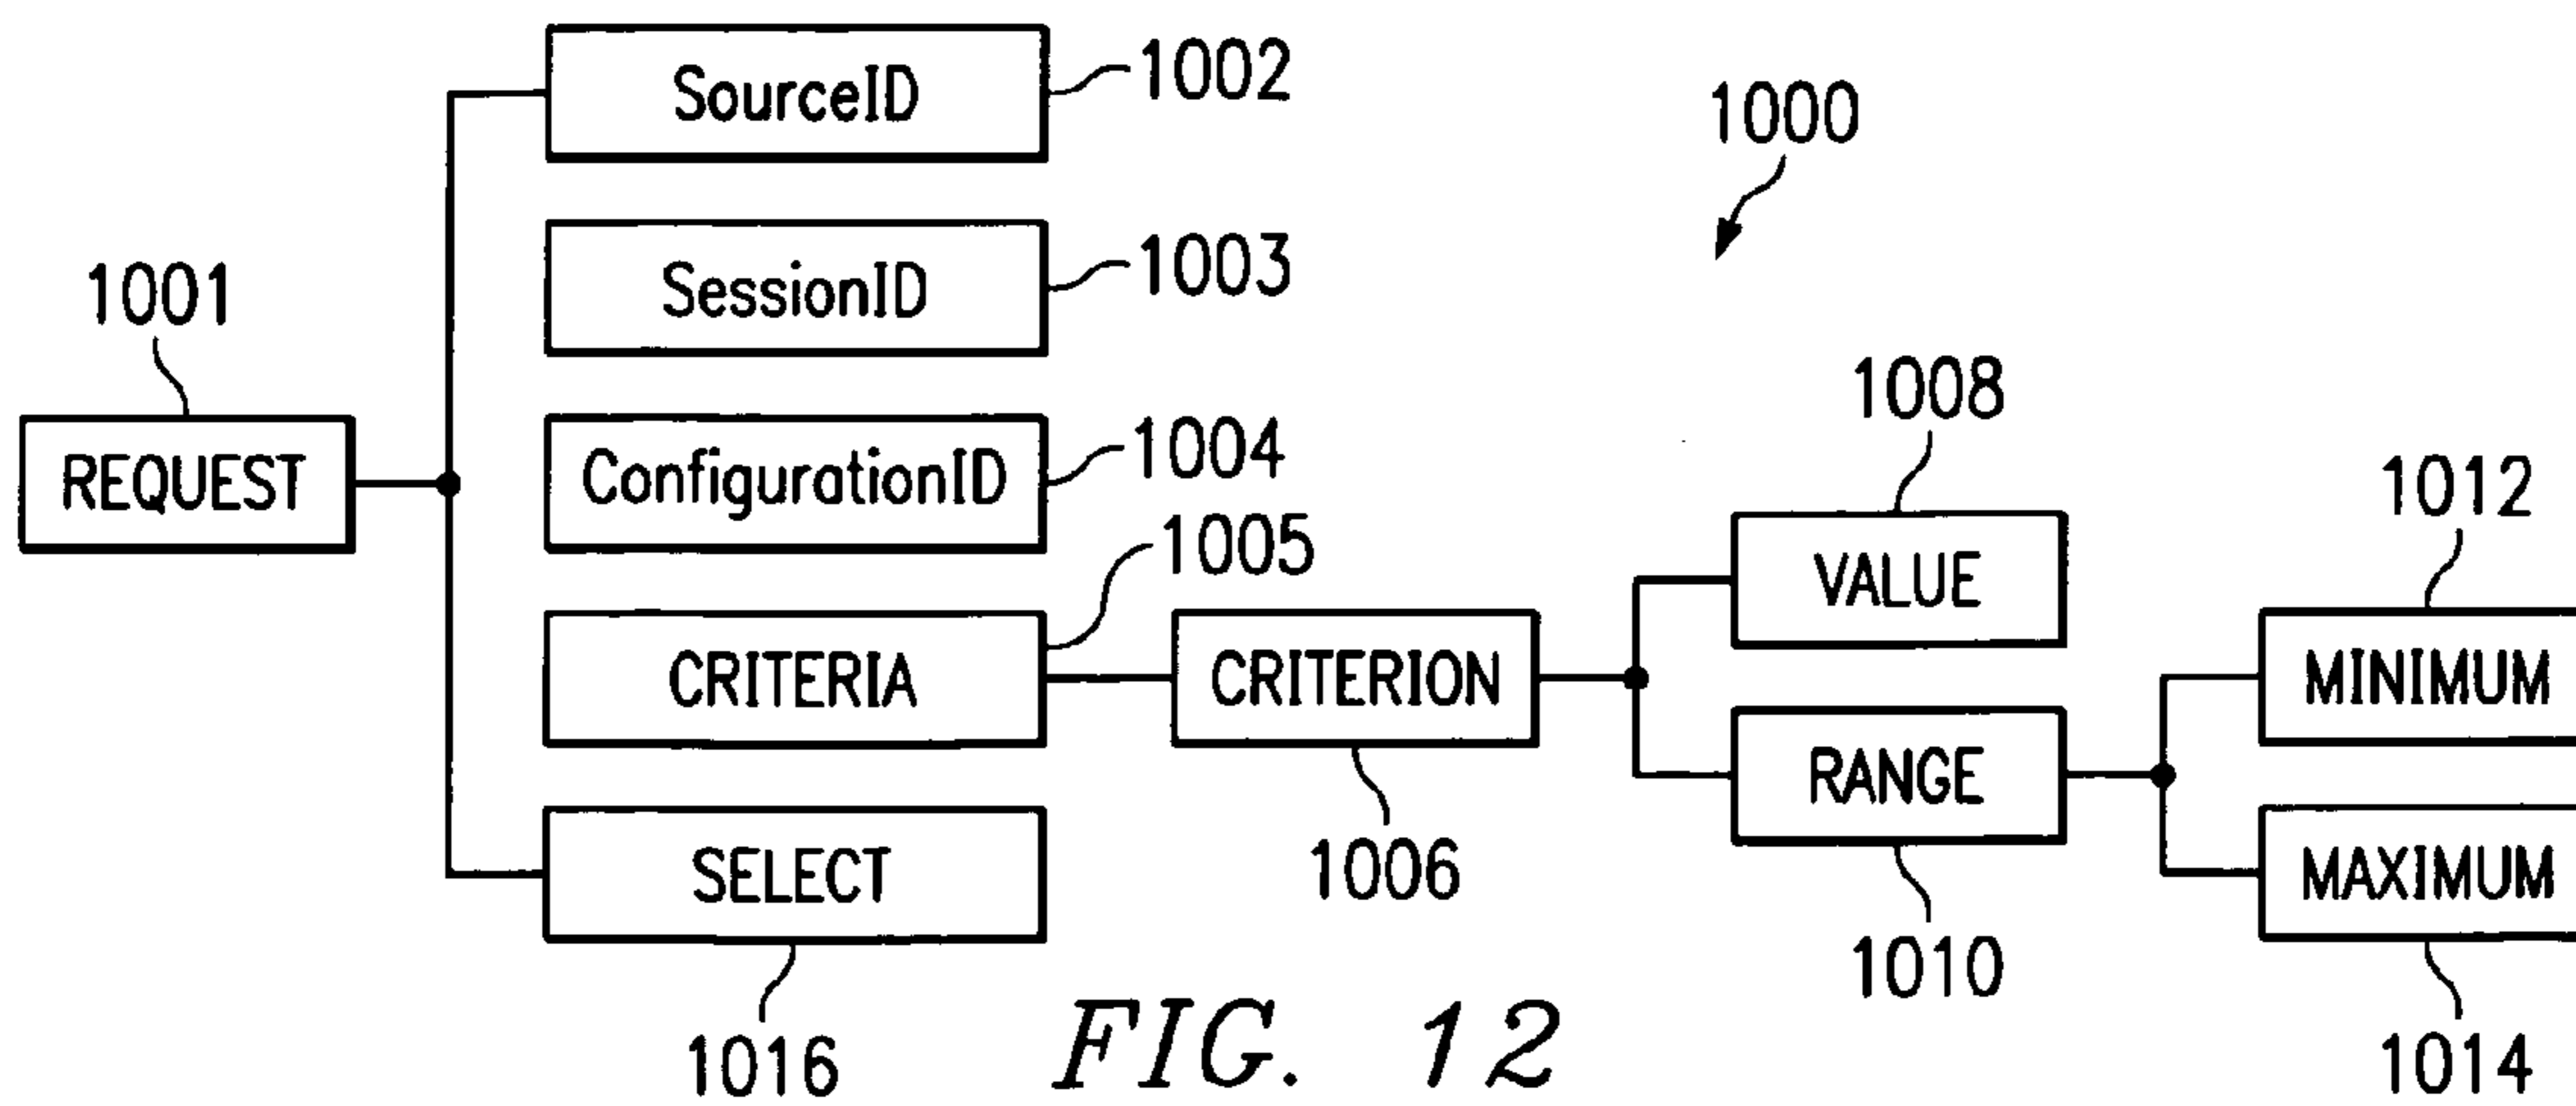 SourceID
1002
1000
SessionID
1003
1001
REQUEST
ConfigurationID
1004
1005
CRITERIA
CRITERION
1006
1008
VALUE
RANGE
1010
1012
MINIMUM
MAXIMUM
1014
SELECT
1016
FIG. 12